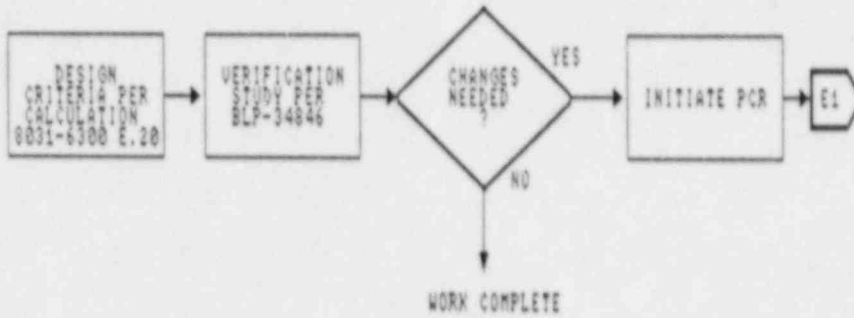 DESIGN
CRITERIA PER
CALCULATION
8031-6300 E.20
VERIFICATION
STUDY PER
BLP-34846
CHANGES
NEEDED
?
YES
NO
INITIATE PCR
E1
WORK COMPLETE